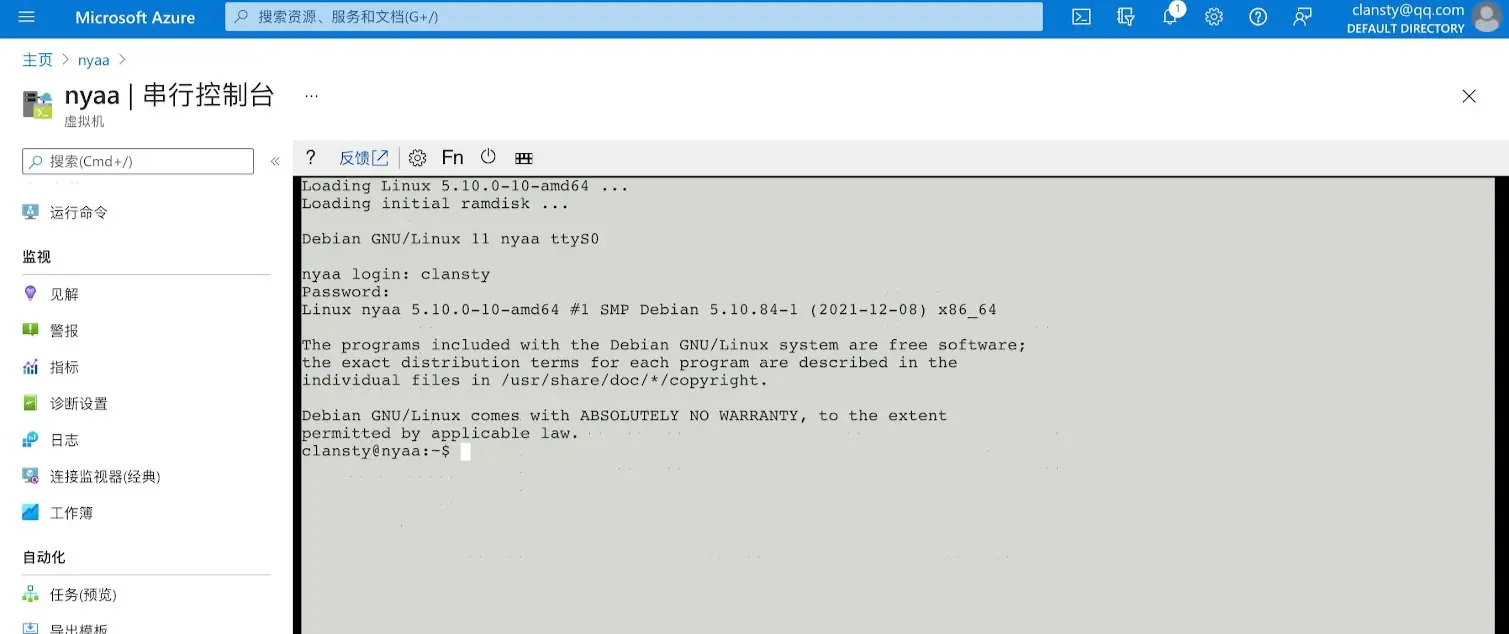 Microsoft Azure
搜索资源、服务和文档(G+/)
1
clansty@qq.com
DEFAULT DIRECTORY
主页 > nyaa >
nyaa | 串行控制台 ...
虚拟机
搜索(Cmd+/)
«
? 反馈 Fn
运行命令
监视
见解
警报
指标
诊断设置
日志
连接监视器(经典)
工作簿
自动化
任务(预览)
导出模板
Loading Linux 5.10.0-10-amd64 ...
Loading initial ramdisk ...
Debian GNU/Linux 11 nyaa ttyS0
nyaa login: clansty
Password:
Linux nyaa 5.10.0-10-amd64 #1 SMP Debian 5.10.84-1 (2021-12-08) x86_64
The programs included with the Debian GNU/Linux system are free software;
the exact distribution terms for each program are described in the
individual files in /usr/share/doc/*/copyright.
Debian GNU/Linux comes with ABSOLUTELY NO WARRANTY, to the extent
permitted by applicable law.
clansty@nyaa:~$